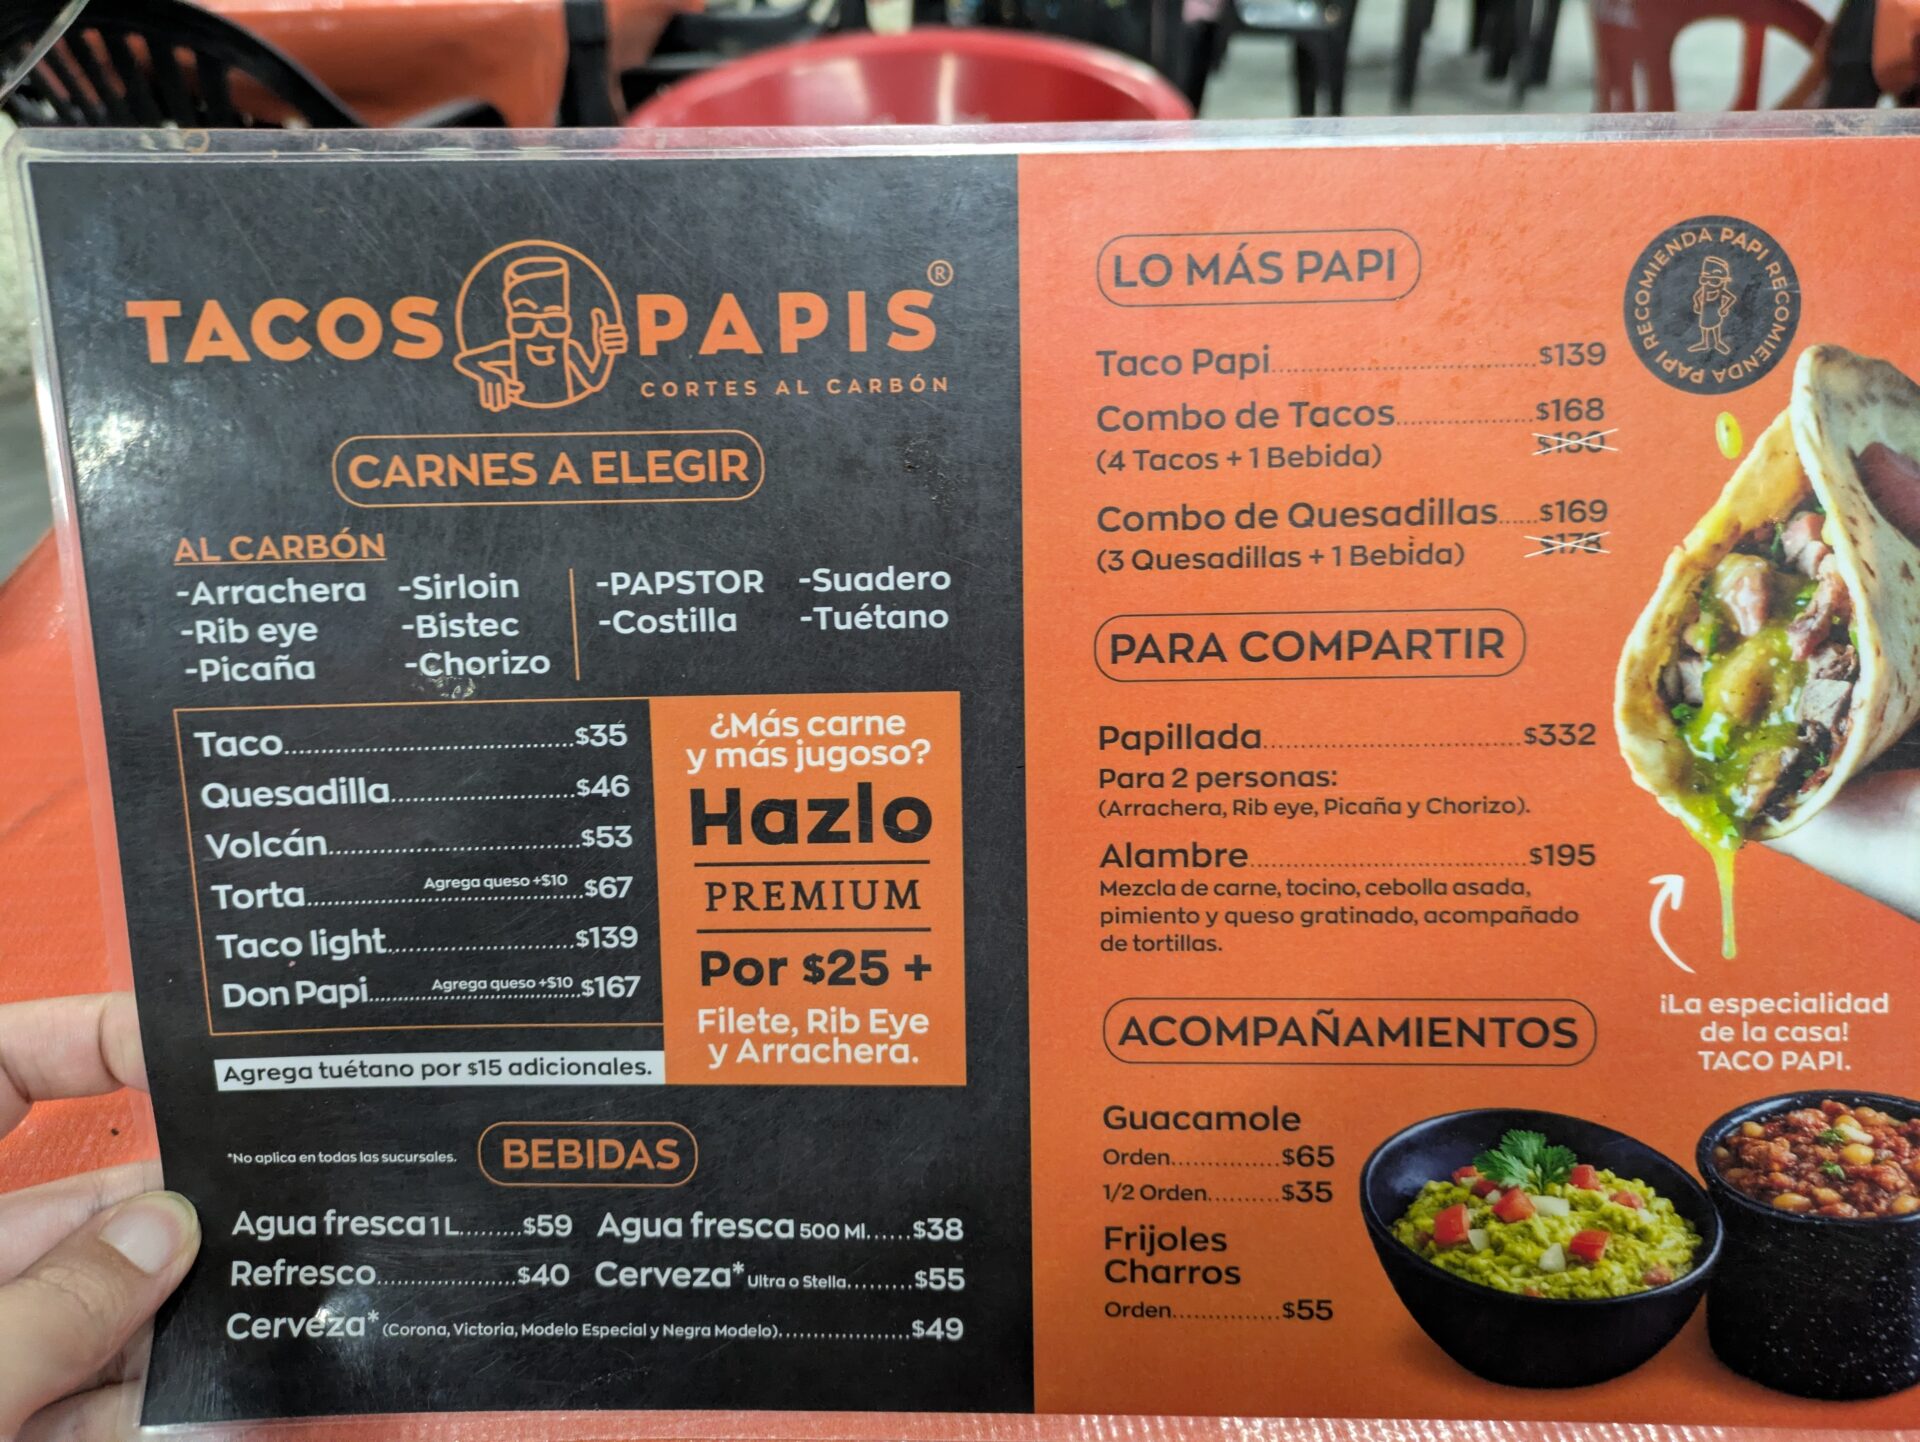 TACOS PAPIS®
CORTES AL CARBÓN
CARNES A ELEGIR
AL CARBÓN
-Arrachera -Sirloin -PAPSTOR -Suadero
-Rib eye -Bistec -Costilla -Tuétano
-Picaña -Chorizo
Taco.....$35
Quesadilla.....$46
Volcán.....$53
Torta..... Agrega queso +$10 $67
Taco light.....$139
Don Papi..... Agrega queso +$10 $167
Agrega tuétano por $15 adicionales.
¿Más carne
y más jugoso?
Hazlo
PREMIUM
Por $25 +
Filete, Rib Eye
y Arrachera.
*No aplica en todas las sucursales.
BEBIDAS
Agua fresca 1 L.....$59 Agua fresca 500 Ml.....$38
Refresco.....$40 Cerveza* Ultra o Stella.....$55
Cerveza* (Corona, Victoria, Modelo Especial y Negra Modelo).....$49
LO MÁS PAPI
Taco Papi.....$139
Combo de Tacos.....$168
(4 Tacos + 1 Bebida) $180
Combo de Quesadillas.....$169
(3 Quesadillas + 1 Bebida) $178
PARA COMPARTIR
Papillada.....$332
Para 2 personas:
(Arrachera, Rib eye, Picaña y Chorizo).
Alambre.....$195
Mezcla de carne, tocino, cebolla asada,
pimiento y queso gratinado, acompañado
de tortillas.
ACOMPAÑAMIENTOS
Guacamole
Orden.....$65
1/2 Orden.....$35
Frijoles
Charros
Orden.....$55
PAPI RECOMIENDA PAPI RECOMIENDA
¡La especialidad
de la casa!
TACO PAPI.